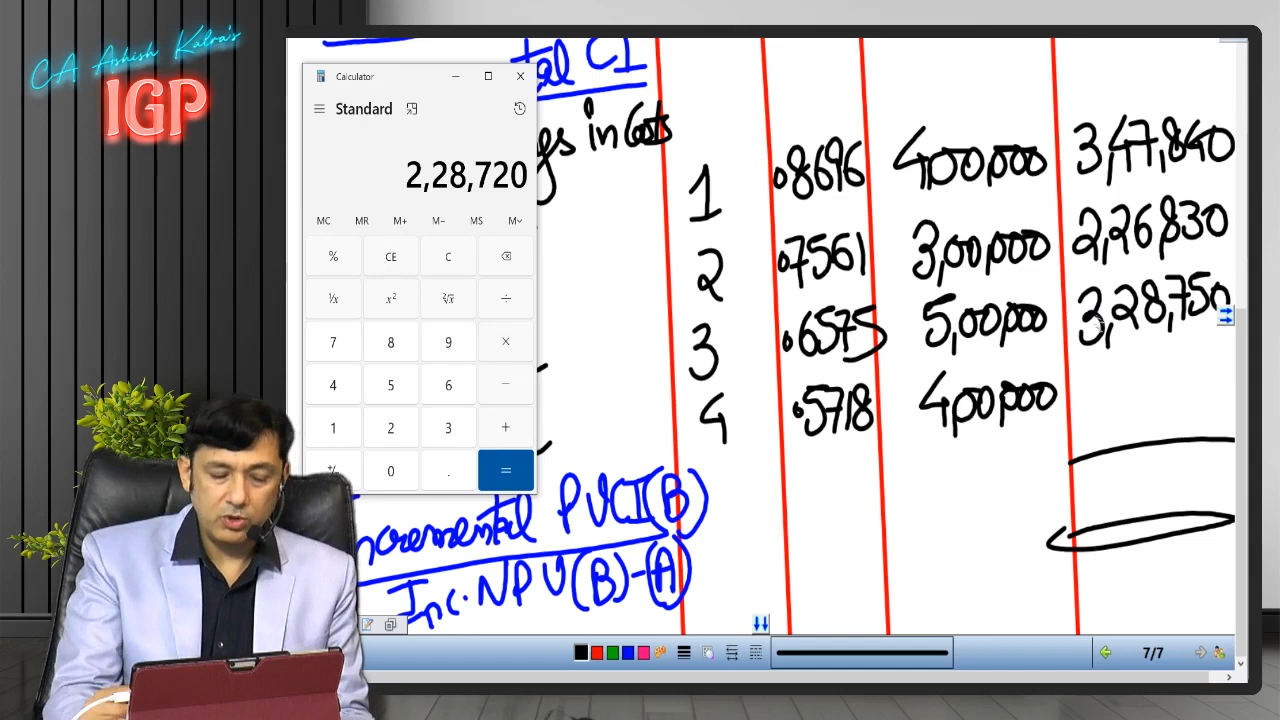 CA Ashish Kalra's
IGP
Calculator
Standard
2,28,720
MC MR M+ M− MS M˅
% CE C
¹/x x² ²√x ÷
7 8 9 ×
4 5 6 −
1 2 3 +
+/ 0 . =
tal CI
gs in Costs
1 .8696 4,00,000 3,47,840
2 .7561 3,00,000 2,26,830
3 .6575 5,00,000 3,28,750
4 .5718 4,00,000
ncremental PVCI(B)
Inc. NPV(B)-(A)
7/7